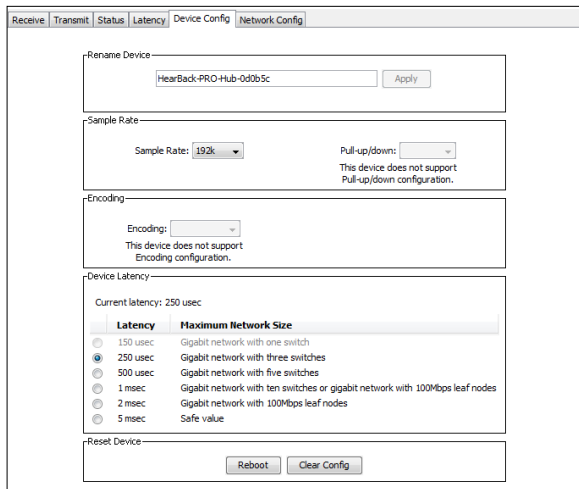 Receive Transmit Status Latency Device Config Network Config
Rename Device
HearBack-PRO-Hub-0d0b5c Apply
Sample Rate
Sample Rate: 192k Pull-up/down:
This device does not support
Pull-up/down configuration.
Encoding
Encoding:
This device does not support
Encoding configuration.
Device Latency
Current latency: 250 usec
Latency Maximum Network Size
150 usec Gigabit network with one switch
250 usec Gigabit network with three switches
500 usec Gigabit network with five switches
1 msec Gigabit network with ten switches or gigabit network with 100Mbps leaf nodes
2 msec Gigabit network with 100Mbps leaf nodes
5 msec Safe value
Reset Device
Reboot Clear Config